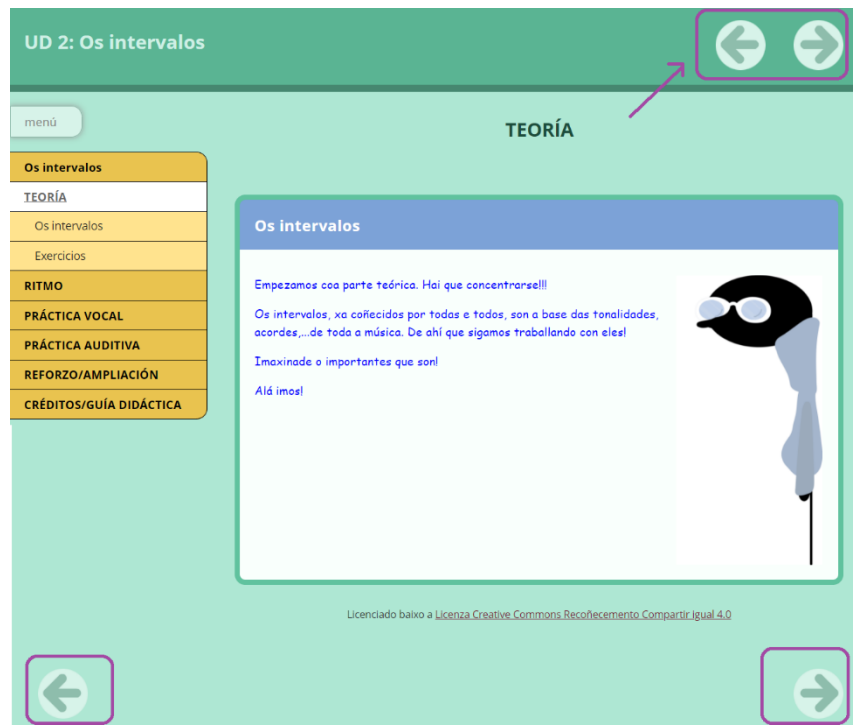 UD 2: Os intervalos
menú
TEORÍA
Os intervalos
TEORÍA
Os intervalos
Exercicios
RITMO
PRÁCTICA VOCAL
PRÁCTICA AUDITIVA
REFORZO/AMPLIACIÓN
CRÉDITOS/GUÍA DIDÁCTICA
Os intervalos
Empezamos coa parte teórica. Hai que concentrarse!!!
Os intervalos, xa coñecidos por todas e todos, son a base das tonalidades,
acordes,...de toda a música. De ahí que sigamos traballando con eles!
Imaxinade o importantes que son!
Alá imos!
Licenciado baixo a Licenza Creative Commons Recoñecemento Compartir igual 4.0